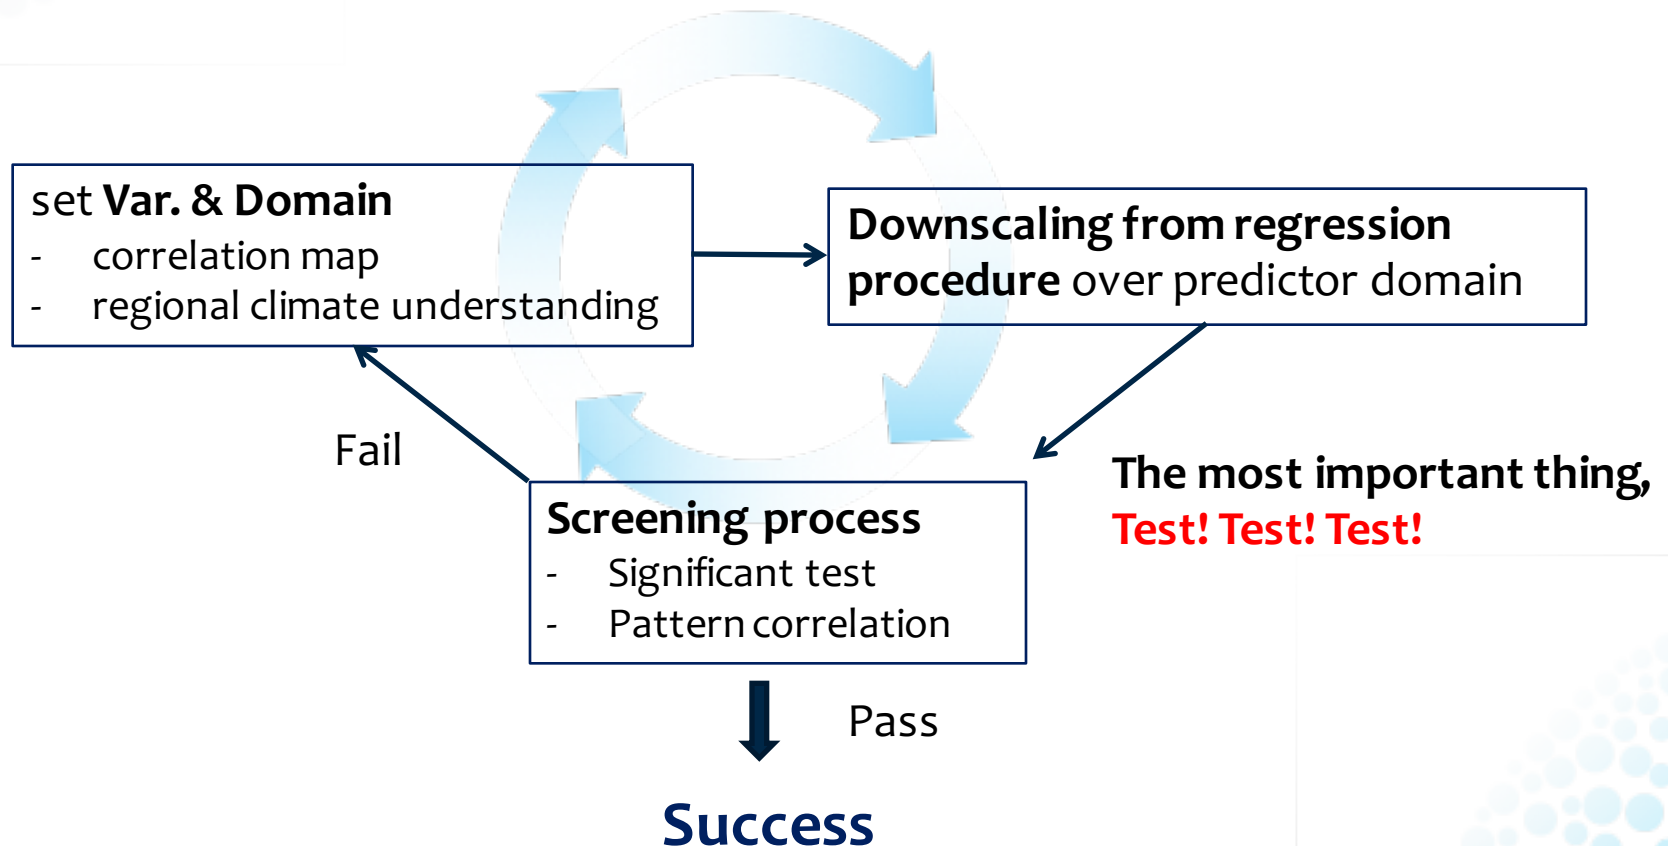 set Var. & Domain
- correlation map
- regional climate understanding
Downscaling from regression
procedure over predictor domain
Fail
The most important thing,
Test! Test! Test!
Screening process
- Significant test
- Pattern correlation
Pass
Success